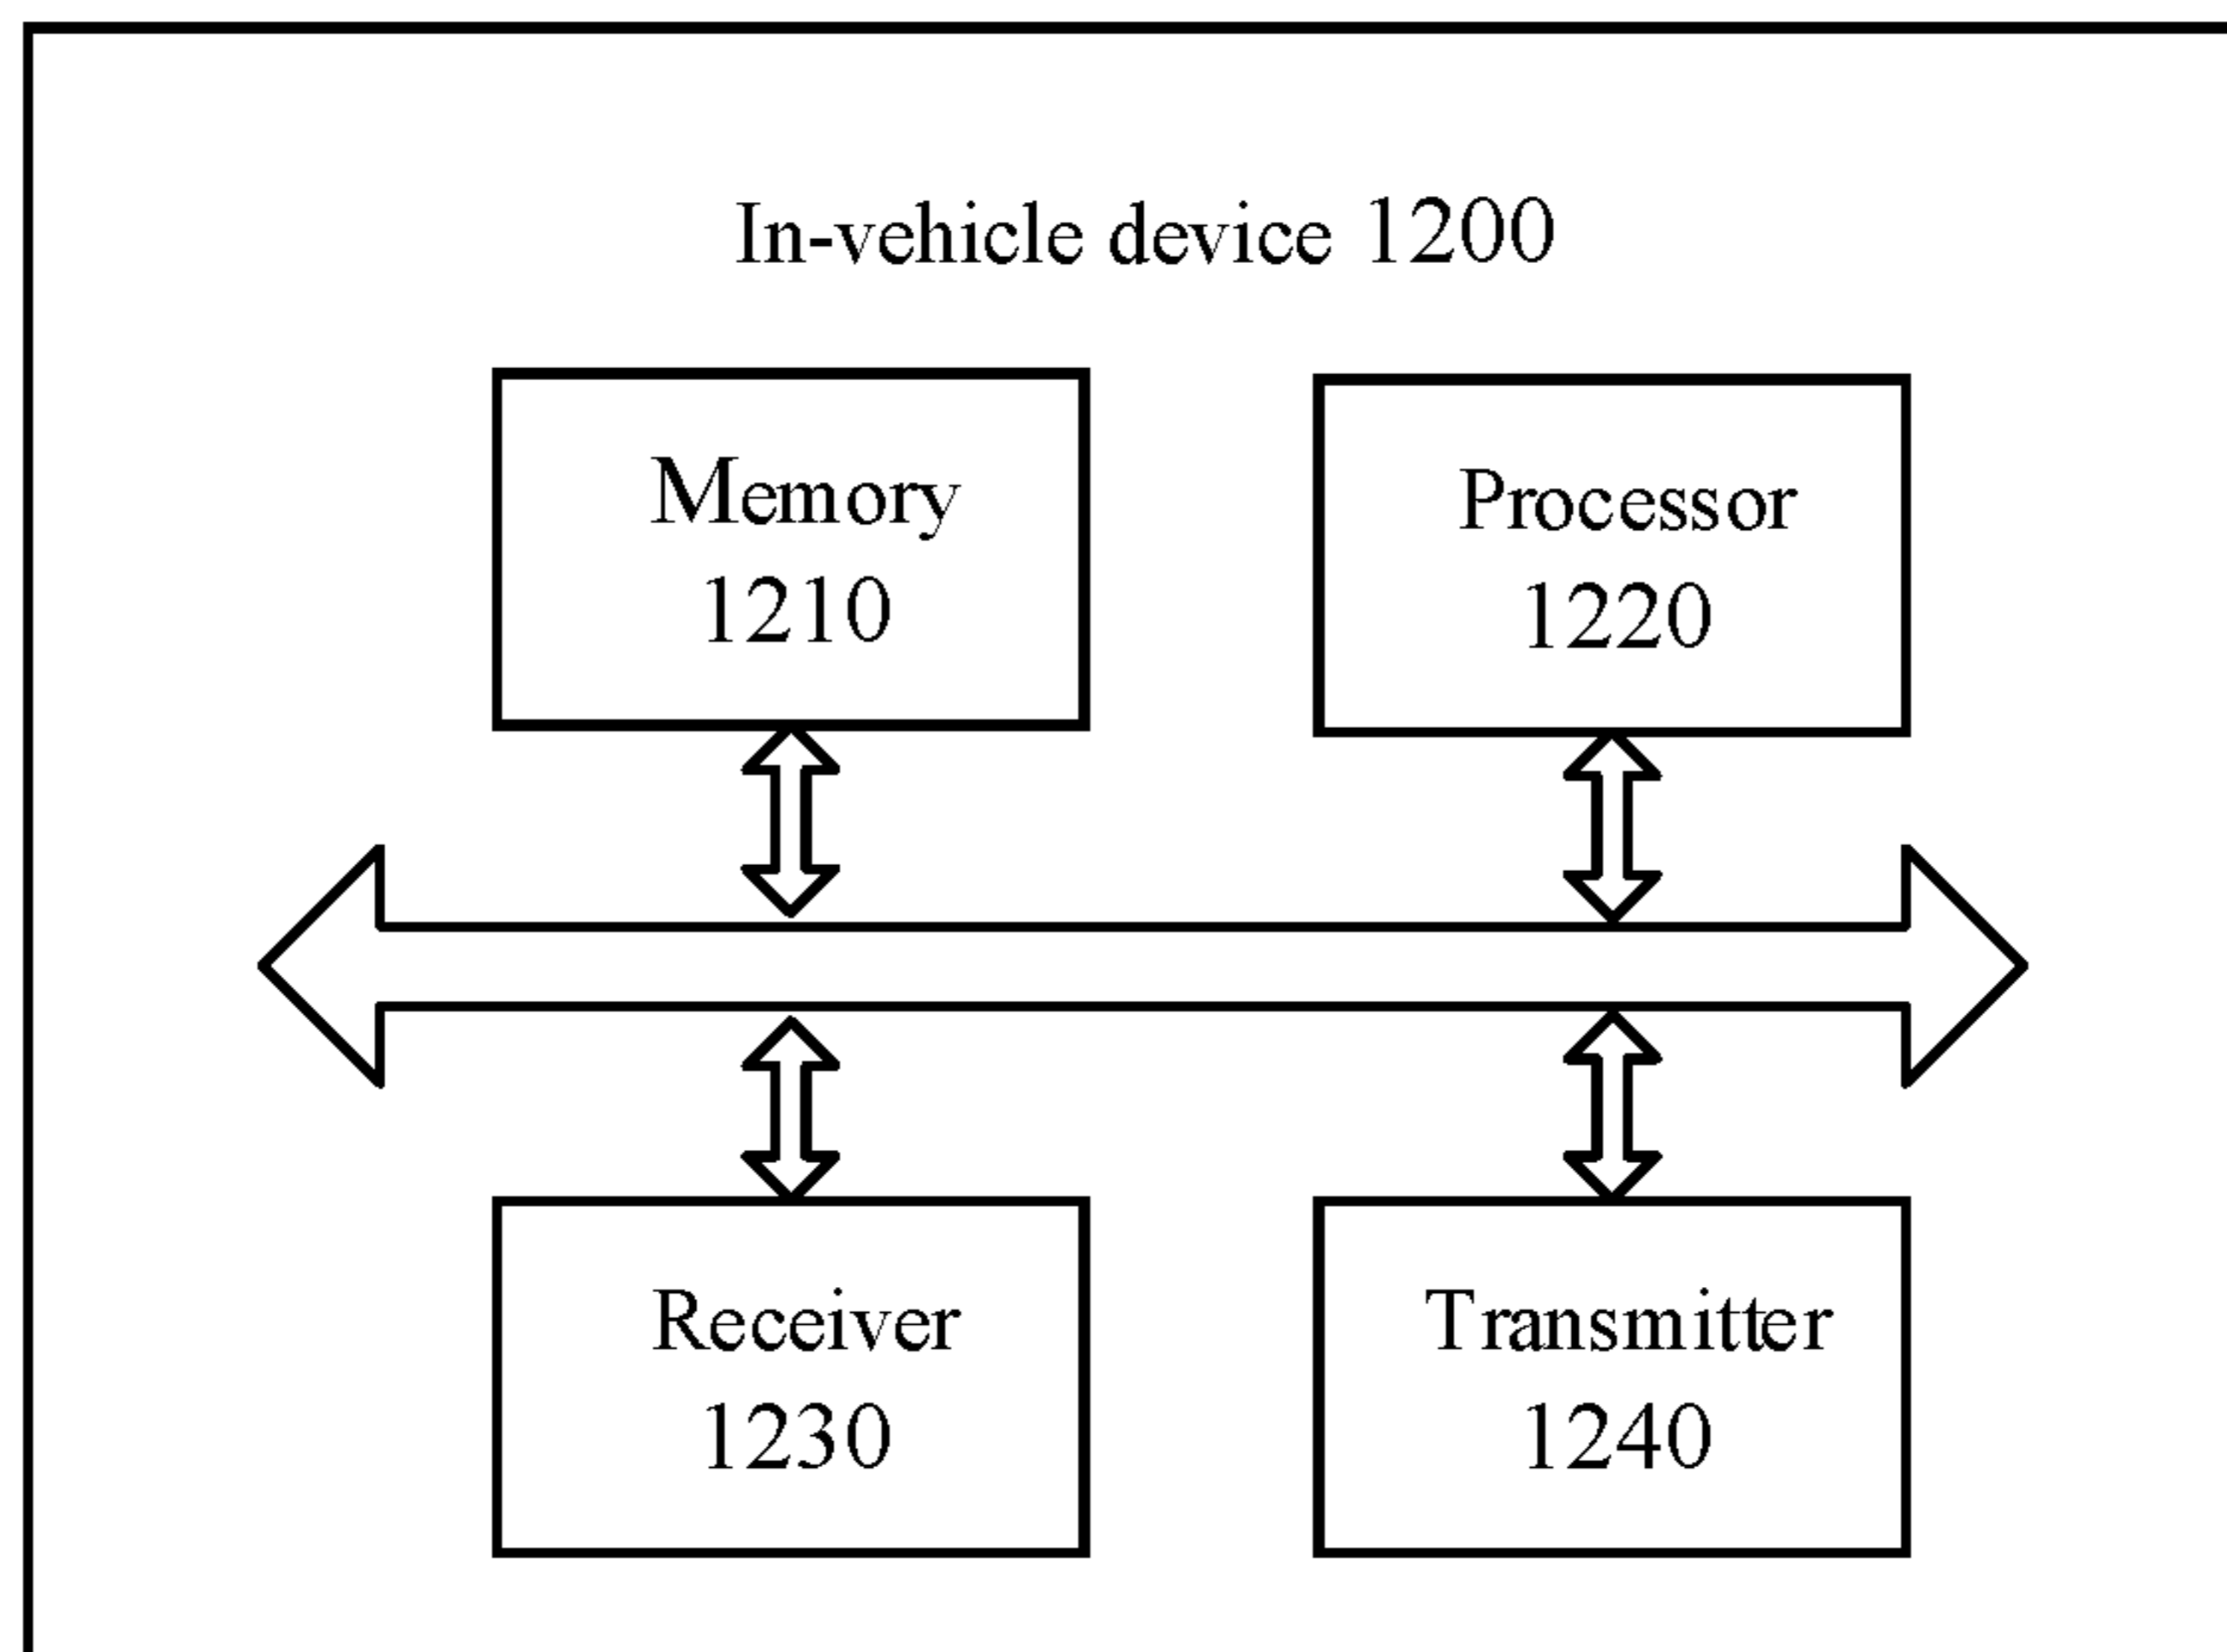 In-vehicle device 1200
Memory
1210
Processor
1220
Receiver
1230
Transmitter
1240